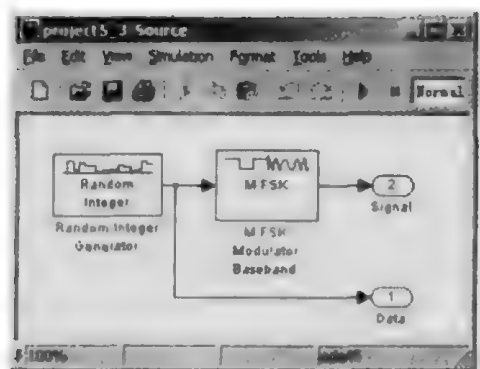 project5_3 Source
File Edit View Simulation Format Tools Help
Normal
Random
Integer
Random Integer
Generator
M-FSK
M-FSK
Modulator
Baseband
2
Signal
1
Data
100%
ode45